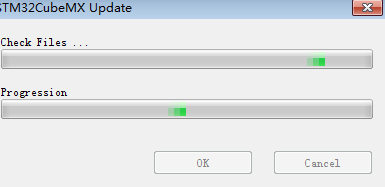 STM32CubeMX Update
Check Files ...
Progression
OK
Cancel